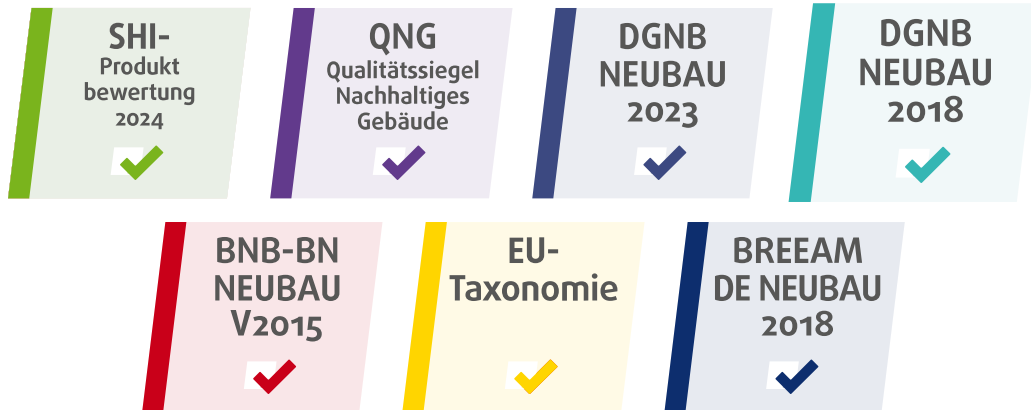 SHI-
Produkt
bewertung
2024
QNG
Qualitätssiegel
Nachhaltiges
Gebäude
DGNB
NEUBAU
2023
DGNB
NEUBAU
2018
BNB-BN
NEUBAU
V2015
EU-
Taxonomie
BREEAM
DE NEUBAU
2018